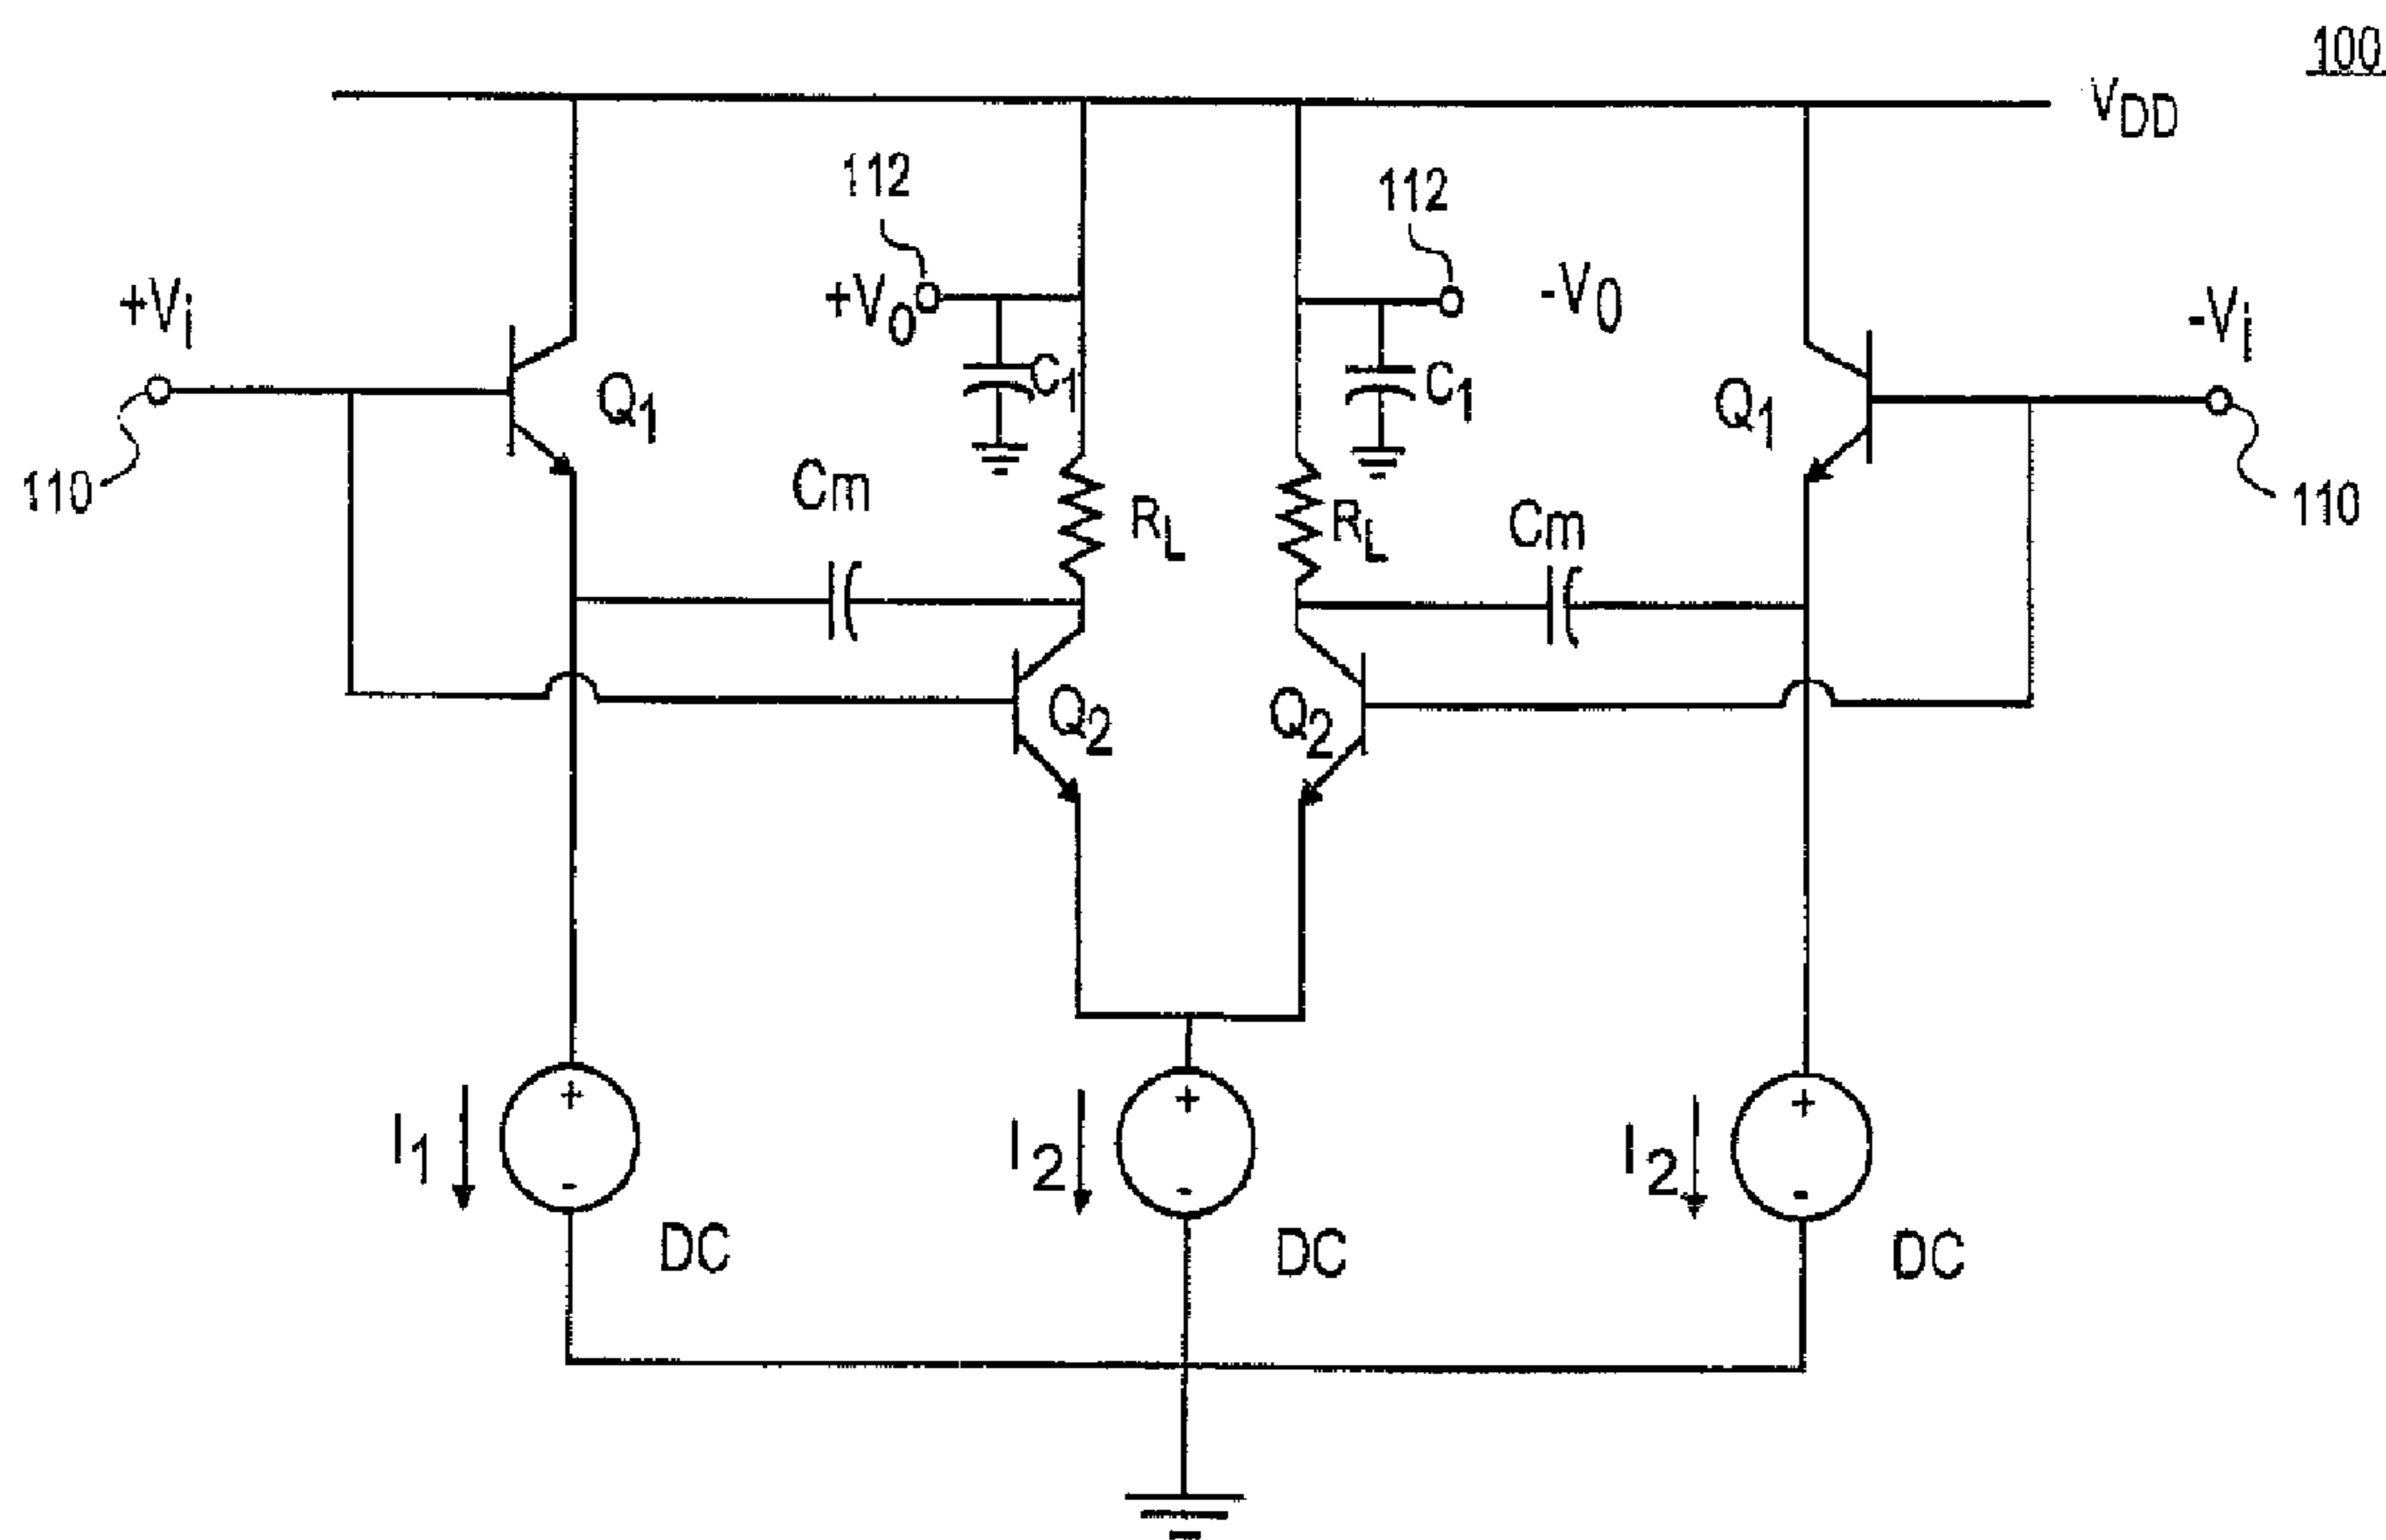 100
VDD
112
112
+Vi
+V0
-V0
-Vi
C1
C1
Q1
Q1
110
110
Cm
RL
RL
Cm
Q2
Q2
+
+
+
I1
I2
I2
-
-
-
DC
DC
DC